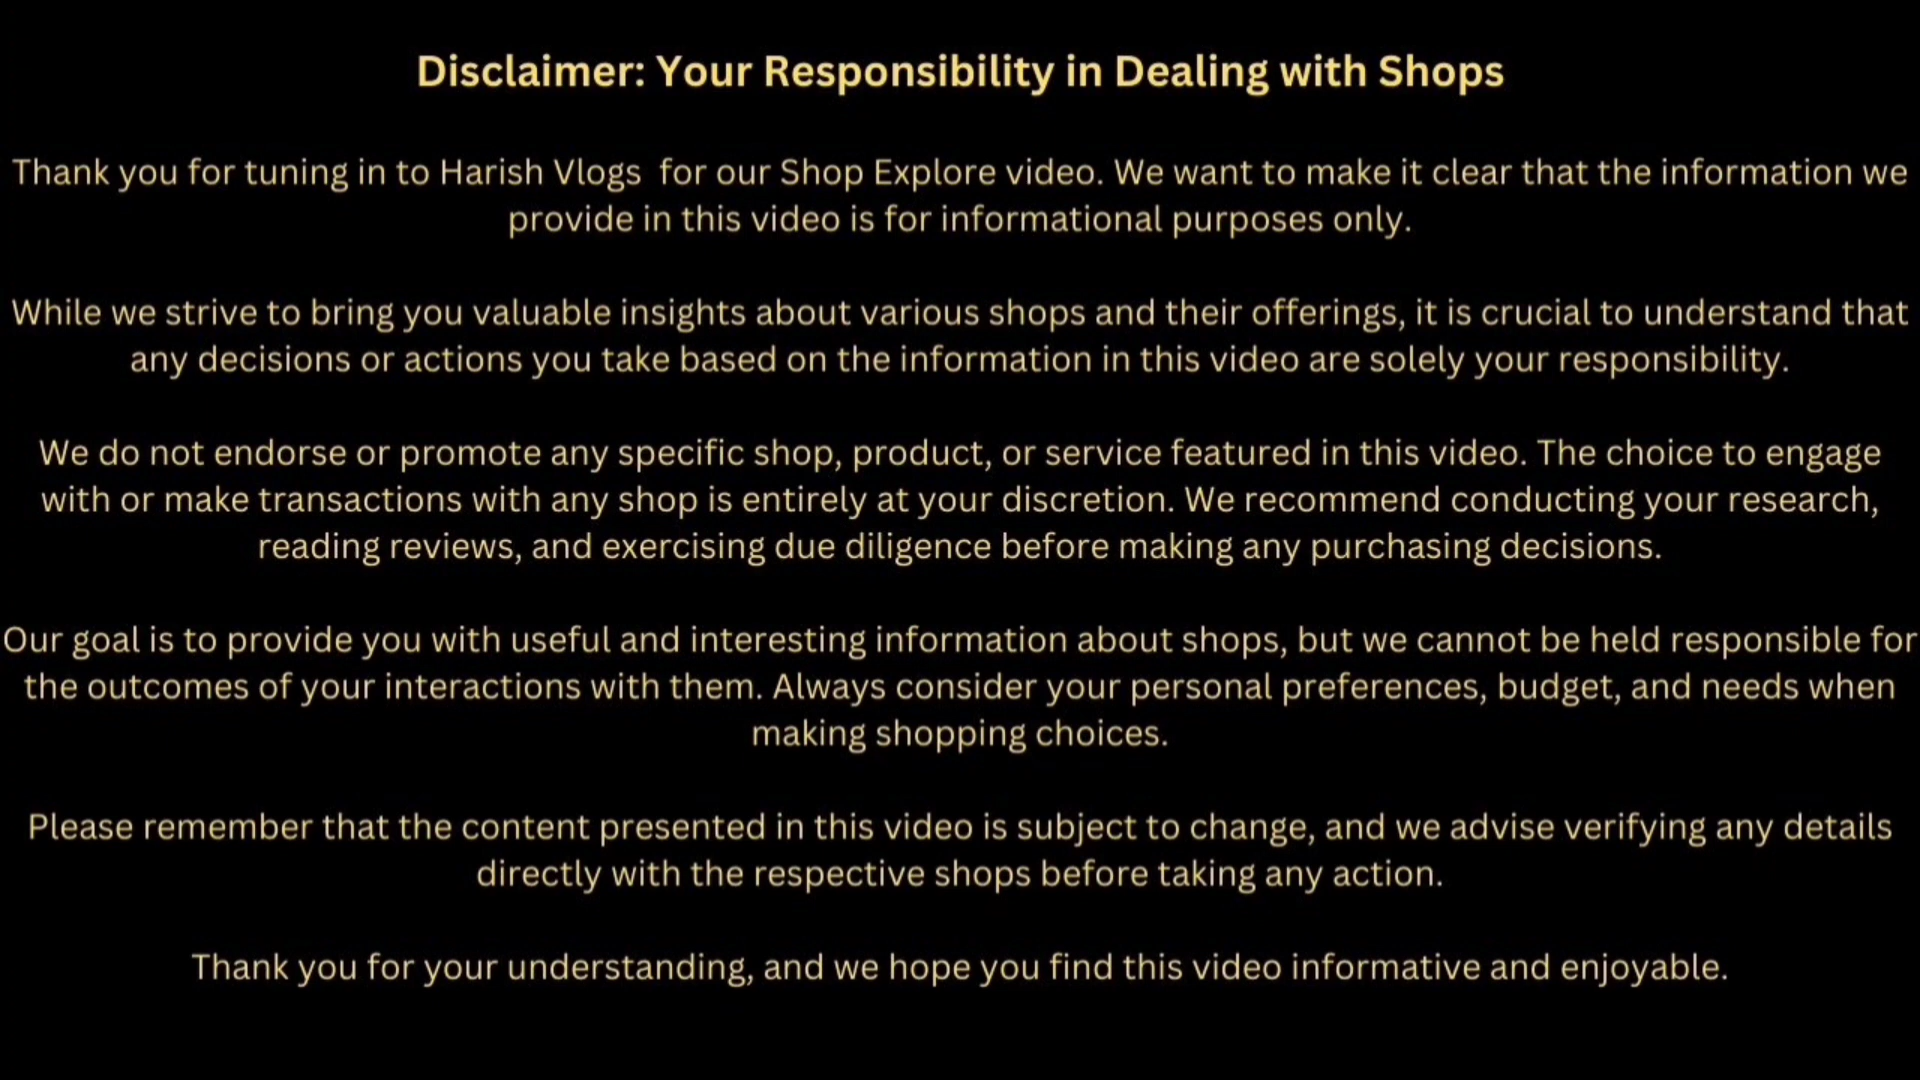 Disclaimer: Your Responsibility in Dealing with Shops
Thank you for tuning in to Harish Vlogs for our Shop Explore video. We want to make it clear that the information we
provide in this video is for informational purposes only.
While we strive to bring you valuable insights about various shops and their offerings, it is crucial to understand that
any decisions or actions you take based on the information in this video are solely your responsibility.
We do not endorse or promote any specific shop, product, or service featured in this video. The choice to engage
with or make transactions with any shop is entirely at your discretion. We recommend conducting your research,
reading reviews, and exercising due diligence before making any purchasing decisions.
Our goal is to provide you with useful and interesting information about shops, but we cannot be held responsible for
the outcomes of your interactions with them. Always consider your personal preferences, budget, and needs when
making shopping choices.
Please remember that the content presented in this video is subject to change, and we advise verifying any details
directly with the respective shops before taking any action.
Thank you for your understanding, and we hope you find this video informative and enjoyable.